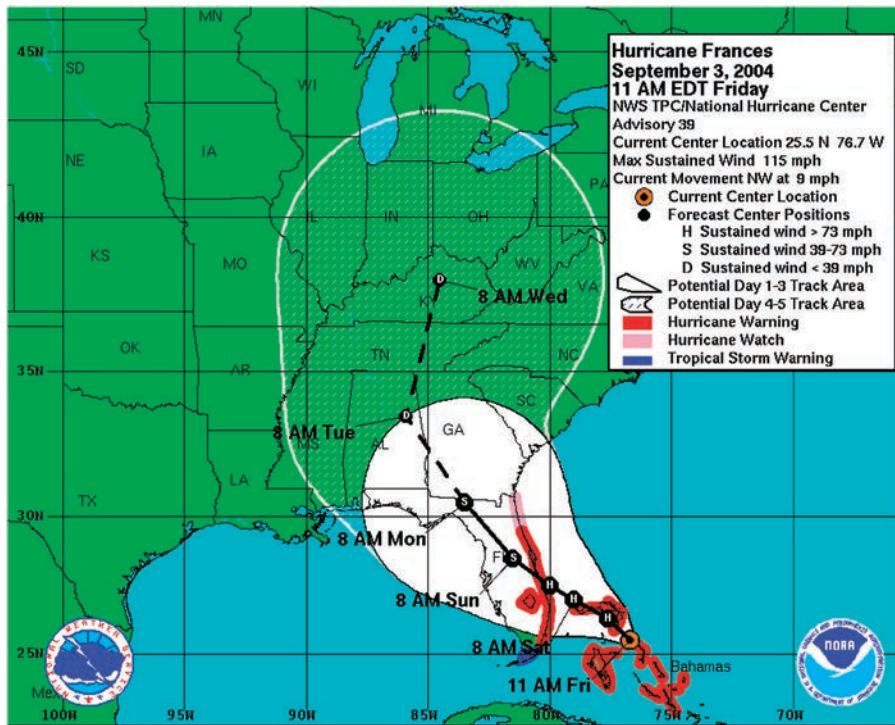 Hurricane Frances
September 3, 2004
11 AM EDT Friday
NWS TPC/National Hurricane Center
Advisory 39
Current Center Location 25.5 N 76.7 W
Max Sustained Wind 115 mph
Current Movement NW at 9 mph
Current Center Location
Forecast Center Positions
H Sustained wind > 73 mph
S Sustained wind 39-73 mph
D Sustained wind < 39 mph
Potential Day 1-3 Track Area
Potential Day 4-5 Track Area
Hurricane Warning
Hurricane Watch
Tropical Storm Warning
MN
45N
SD
WI
MI
IA
NE
PA
40N
IL
IN
OH
KS
MO
WV
VA
D
8 AM Wed
KY
35N
OK
TN
NC
AR
SC
D
8 AM Tue
GA
MS
AL
LA
TX
30N
S
8 AM Mon
S
H
H
H
8 AM Sun
8 AM Sat
25N
11 AM Fri
Bahamas
NATIONAL WEATHER SERVICE
NOAA
100W
95W
90W
85W
80W
75W
70W